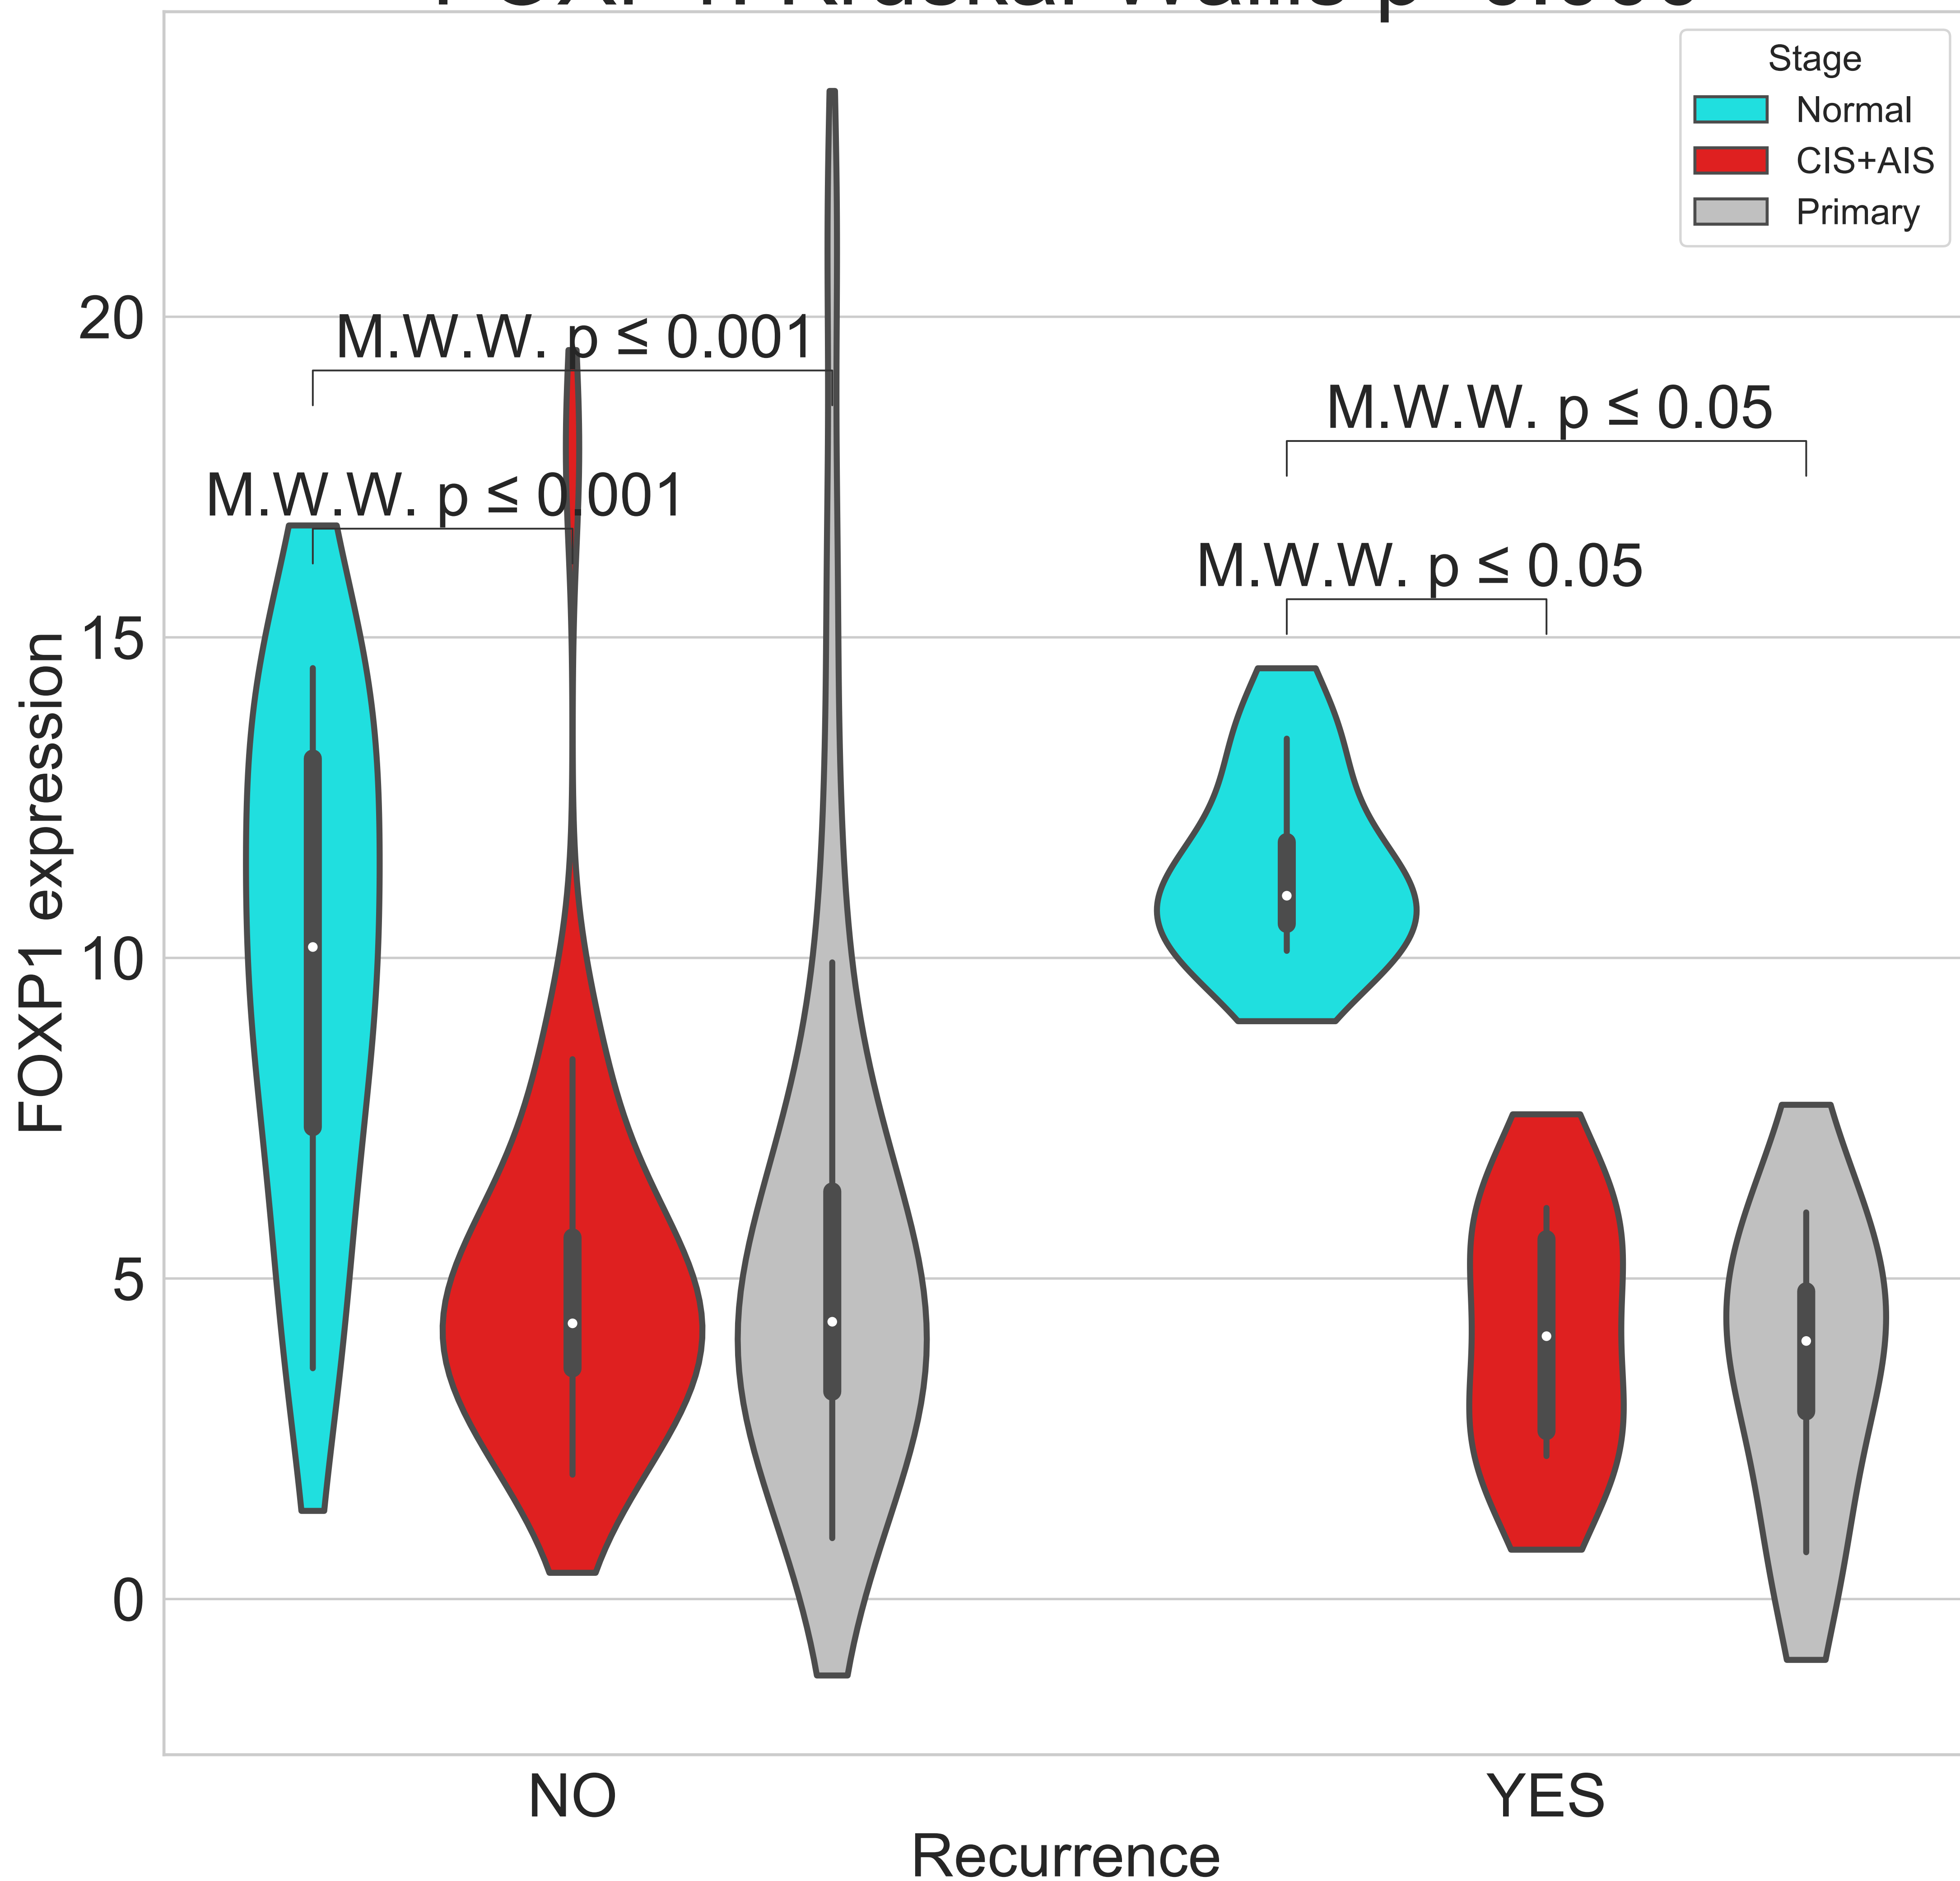 Stage
Normal
CIS+AIS
Primary
20
15
10
5
0
FOXP1 expression
M.W.W. p ≤ 0.001
M.W.W. p ≤ 0.001
M.W.W. p ≤ 0.05
M.W.W. p ≤ 0.05
NO
YES
Recurrence